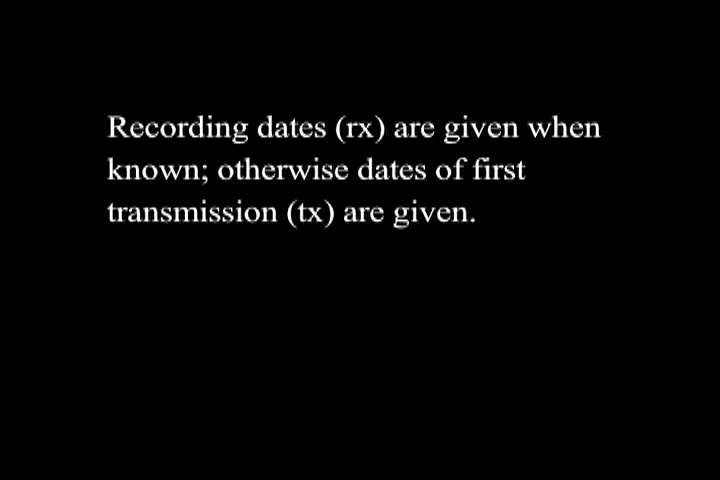 Recording dates (rx) are given when
known; otherwise dates of first
transmission (tx) are given.